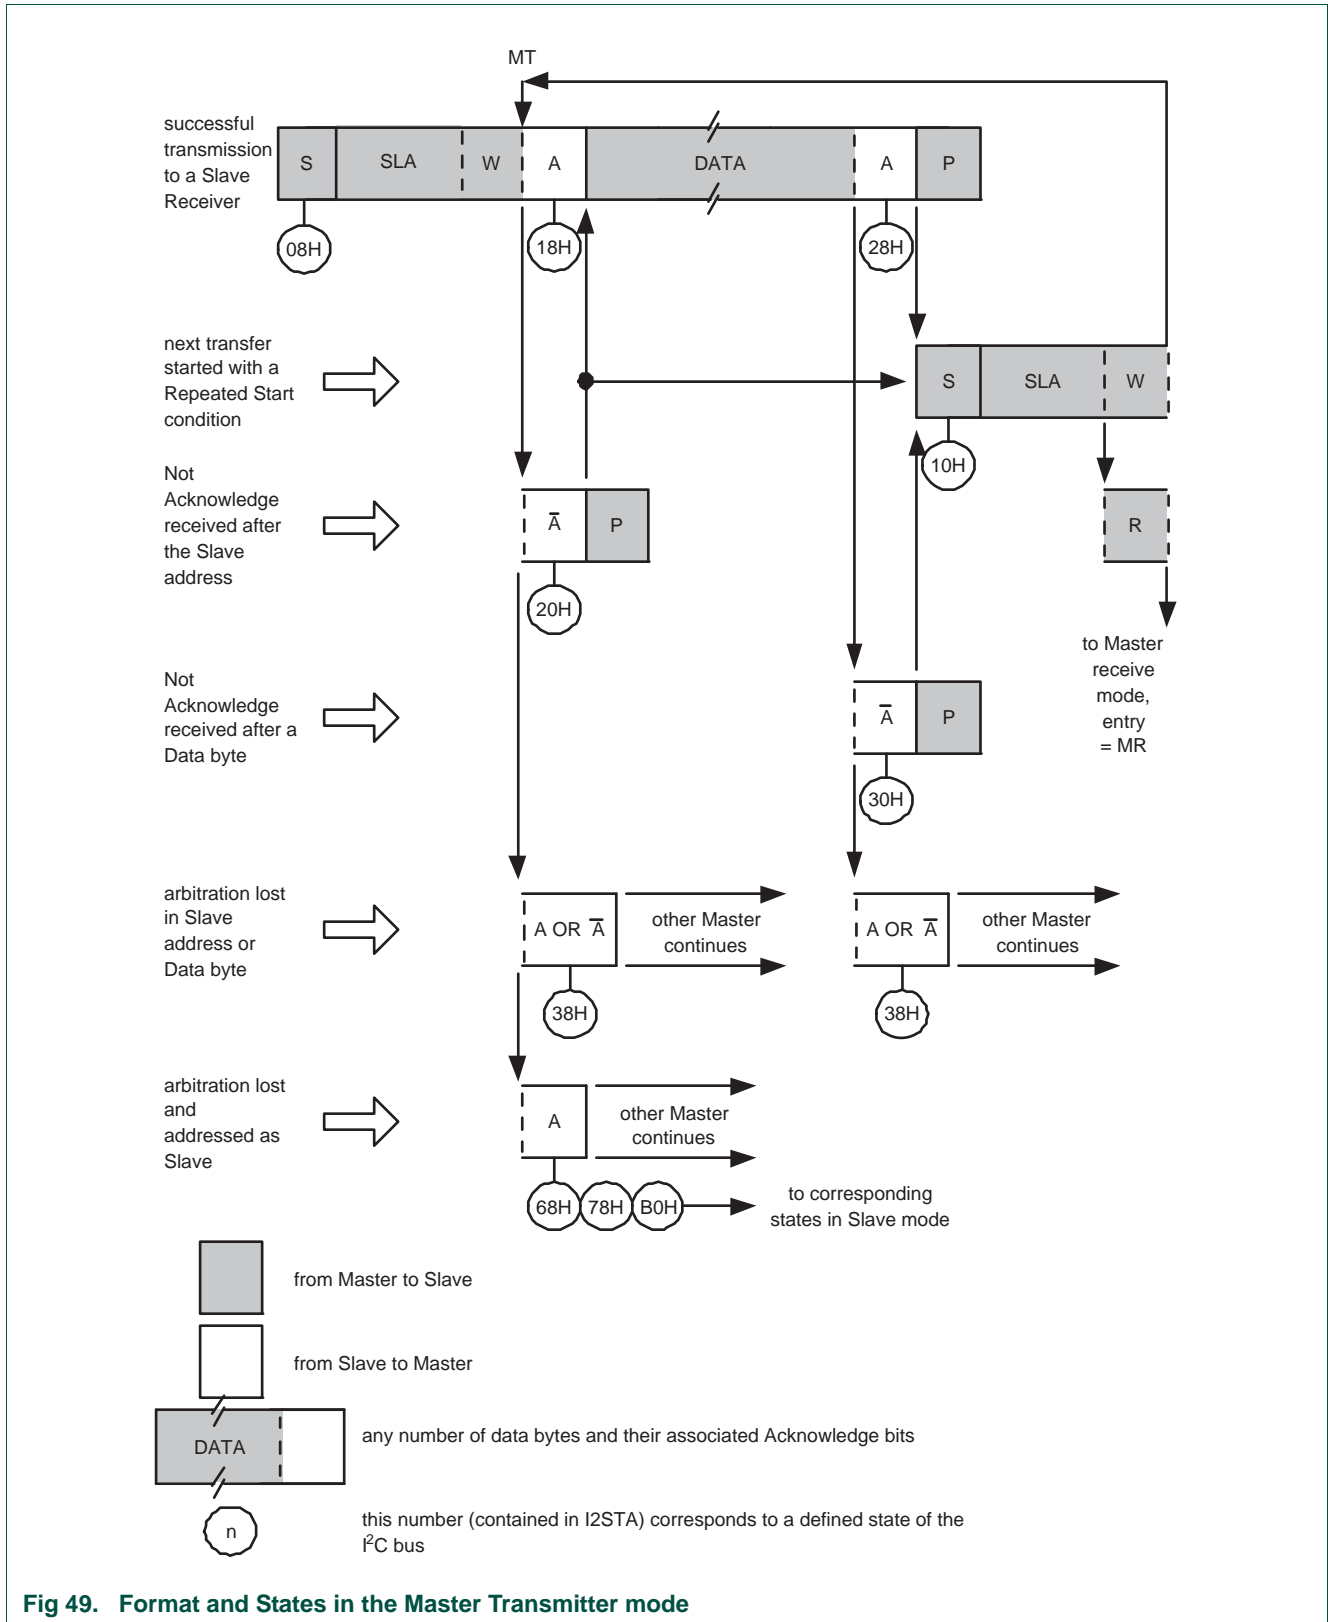 MT
successful
transmission
to a Slave
Receiver
S
SLA
W
A
DATA
A
P
08H
18H
28H
next transfer
started with a
Repeated Start
condition
S
SLA
W
10H
Not
Acknowledge
received after
the Slave
address
A̅
P
R
20H
to Master
receive
mode,
entry
= MR
Not
Acknowledge
received after a
Data byte
A̅
P
30H
arbitration lost
in Slave
address or
Data byte
A OR A̅
other Master
continues
A OR A̅
other Master
continues
38H
38H
arbitration lost
and
addressed as
Slave
A
other Master
continues
68H
78H
B0H
to corresponding
states in Slave mode
from Master to Slave
from Slave to Master
DATA
any number of data bytes and their associated Acknowledge bits
n
this number (contained in I2STA) corresponds to a defined state of the
I²C bus
Fig 49. Format and States in the Master Transmitter mode